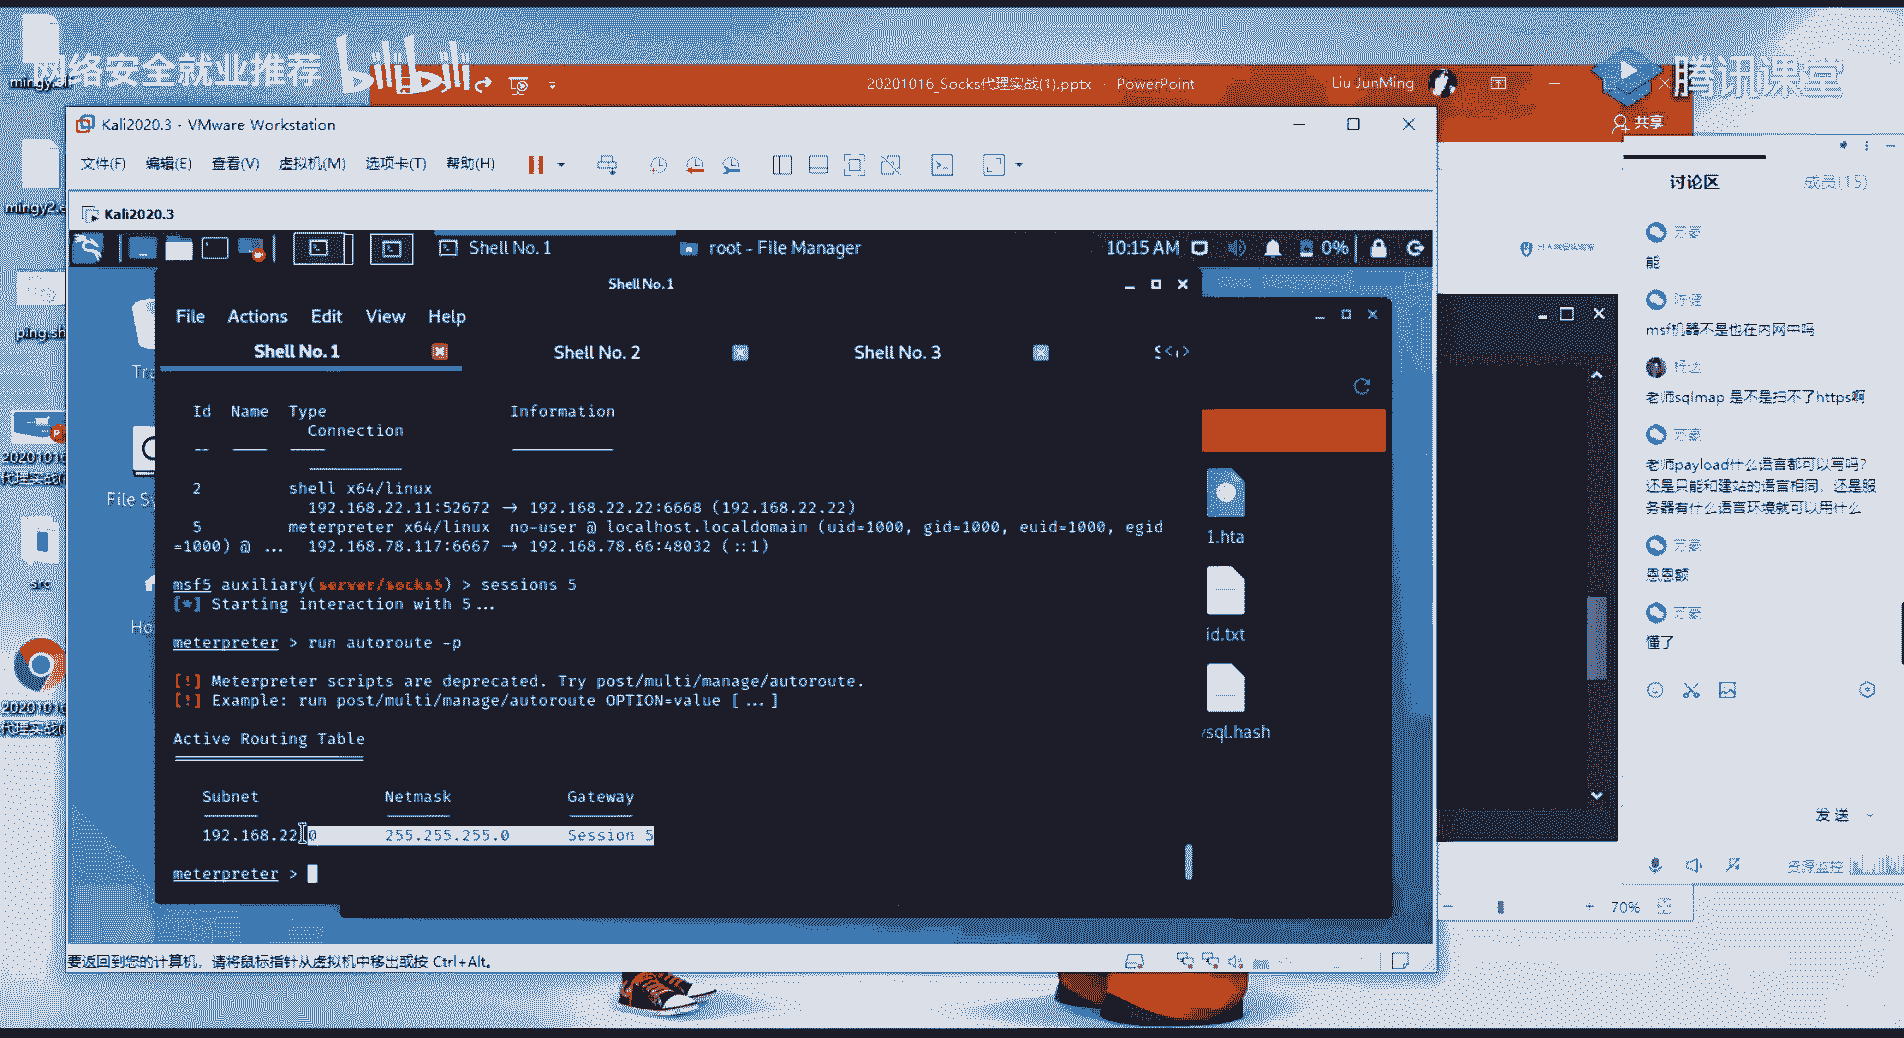 网络安全就业推荐
bilibili
腾讯课堂
20201016_Socks代理实战(1).pptx - PowerPoint
Liu JunMing
共享
Kali2020.3 - VMware Workstation
文件(F) 编辑(E) 查看(V) 虚拟机(M) 选项卡(T) 帮助(H)
Kali2020.3
Shell No. 1
root - File Manager
10:15 AM
0%
Shell No. 1
File Actions Edit View Help
Shell No. 1
Shell No. 2
Shell No. 3
Id Name Type Information
Connection
2 shell x64/linux
192.168.22.11:52672 → 192.168.22.22:6668 (192.168.22.22)
5 meterpreter x64/linux no-user @ localhost.localdomain (uid=1000, gid=1000, euid=1000, egid
=1000) @ ... 192.168.78.117:6667 → 192.168.78.66:48032 (::1)
msf5 auxiliary(server/socks5) > sessions 5
[*] Starting interaction with 5...
meterpreter > run autoroute -p
[!] Meterpreter scripts are deprecated. Try post/multi/manage/autoroute.
[!] Example: run post/multi/manage/autoroute OPTION=value [...]
Active Routing Table
Subnet Netmask Gateway
192.168.22.0 255.255.255.0 Session 5
meterpreter >
1.hta
id.txt
ysql.hash
ping.sh
src
File Sy
Ho
要返回到您的计算机，请将鼠标指针从虚拟机中移出或按 Ctrl+Alt。
讨论区
成员(15)
能
msf机器不是也在内网中吗
老师sqlmap 是不是扫不了https啊
老师payload什么语言都可以写吗?
还是只能和建站的语言相同，还是服
务器有什么语言环境就可以用什么
恩恩额
懂了
发送
资源监控
70%